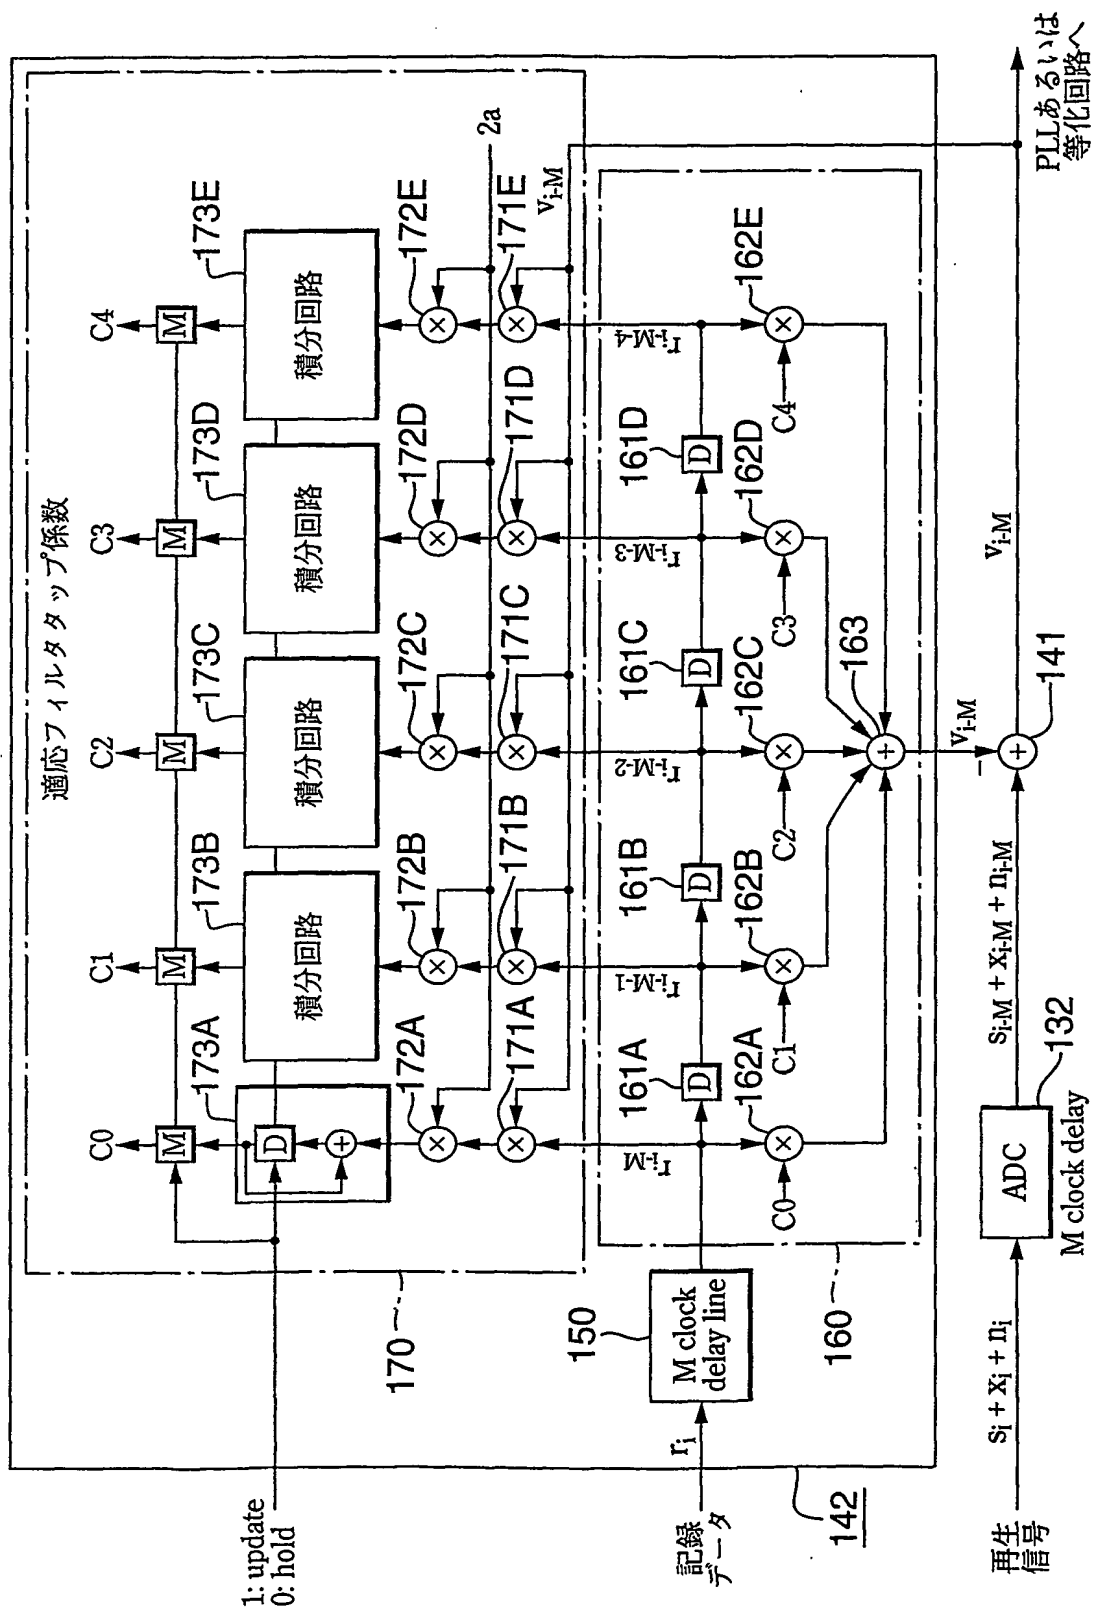 適応フィルタタップ係数
C0
C1
C2
C3
C4
M
M
M
M
M
173A
173B
173C
173D
173E
D
+
積分回路
積分回路
積分回路
積分回路
172A
172B
172C
172D
172E
×
×
×
×
×
2a
171A
171B
171C
171D
171E
×
×
×
×
×
vi-M
1: update
0: hold
170
ri-M
ri-M-1
ri-M-2
ri-M-3
ri-M-4
記録
データ
ri
150
M clock
delay line
161A
161B
161C
161D
D
D
D
D
162A
162B
162C
162D
162E
×
×
×
×
×
C0
C1
C2
C3
C4
163
+
160
142
vi-M
−
再生
信号
si + xi + ni
ADC
132
M clock delay
si-M + xi-M + ni-M
+
141
vi-M
PLLあるいは
等化回路へ